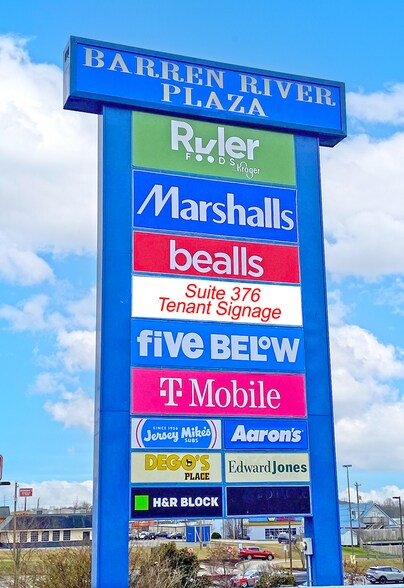 BARREN RIVER
PLAZA
Ruler
FOODS
Kroger
Marshalls
bealls
Suite 376
Tenant Signage
five BELOW
T Mobile
SINCE 1956
Jersey Mike's
SUBS
Aaron's
DEGO'S
PLACE
Edward Jones
H&R BLOCK